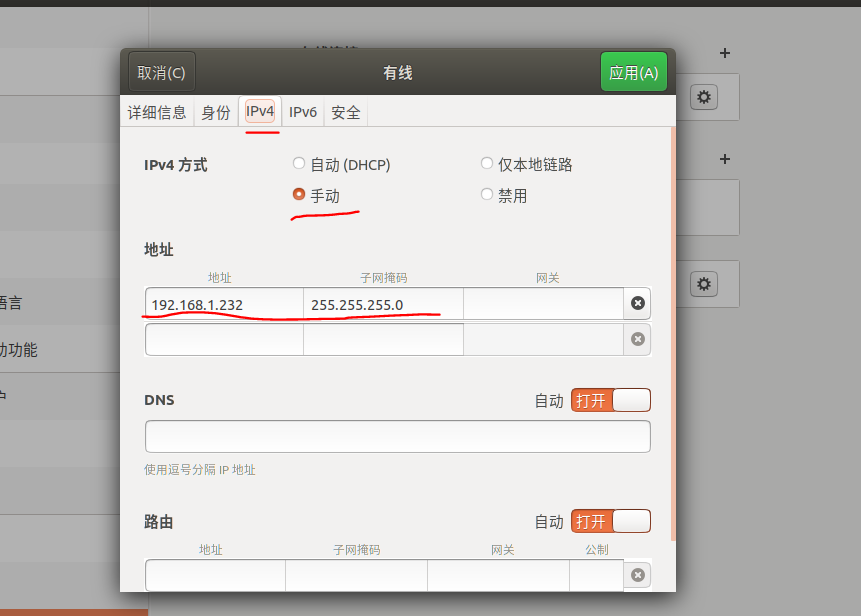 取消(C) 有线 应用(A)
详细信息 身份 IPv4 IPv6 安全
IPv4 方式 自动 (DHCP) 仅本地链路
手动 禁用
地址
地址 子网掩码 网关
192.168.1.232 255.255.255.0
语言
功能
DNS 自动 打开
使用逗号分隔 IP 地址
路由 自动 打开
地址 子网掩码 网关 公制